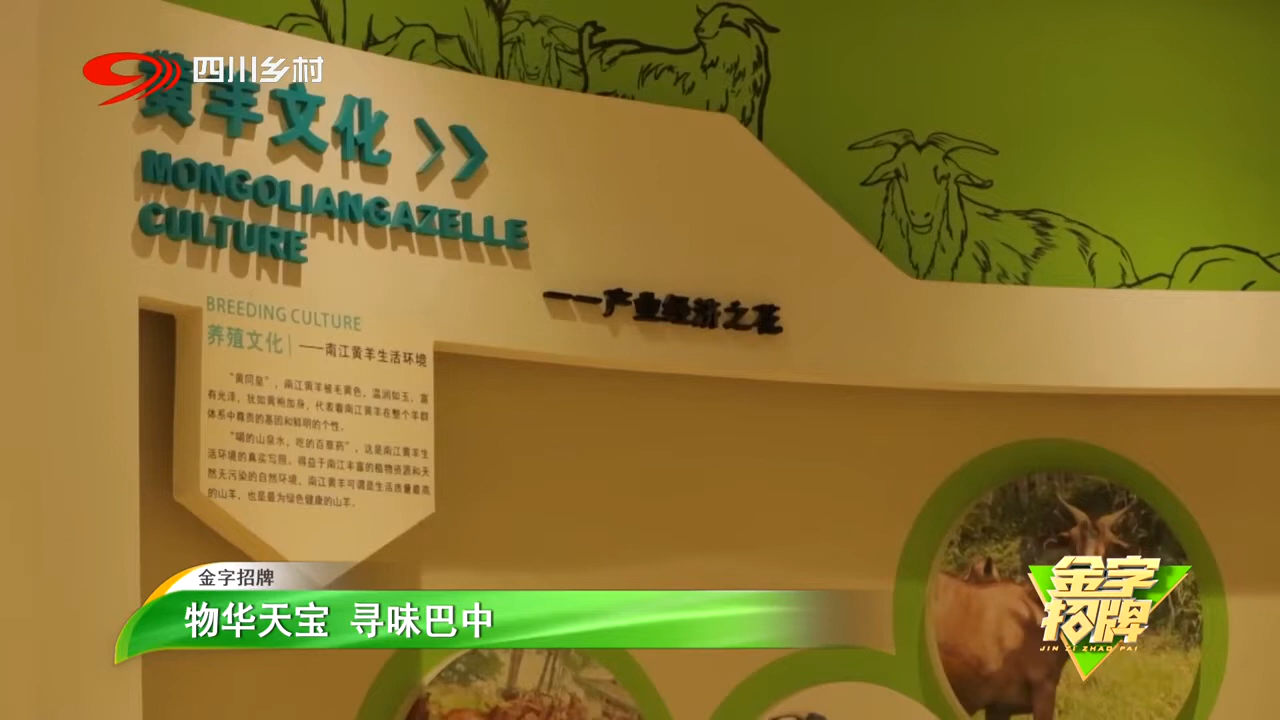 四川乡村
黄羊文化
MONGOLIANGAZELLE
CULTURE
——产业经济之花
BREEDING CULTURE
养殖文化 ——南江黄羊生活环境
“黄冈皇”，南江黄羊被毛黄色，温润如玉，富
有光泽，犹如黄袍加身，代表着南江黄羊在整个羊群
体系中尊贵的基因和鲜明的个性。
“喝的山泉水，吃的百草药”，这是南江黄羊生
活环境的真实写照。得益于南江丰富的植物资源和天
然无污染的自然环境，南江黄羊可谓是生活质量最高
的山羊，也是最为绿色健康的山羊。
金字招牌
物华天宝 寻味巴中
金字
招牌
JIN ZI ZHAO PAI